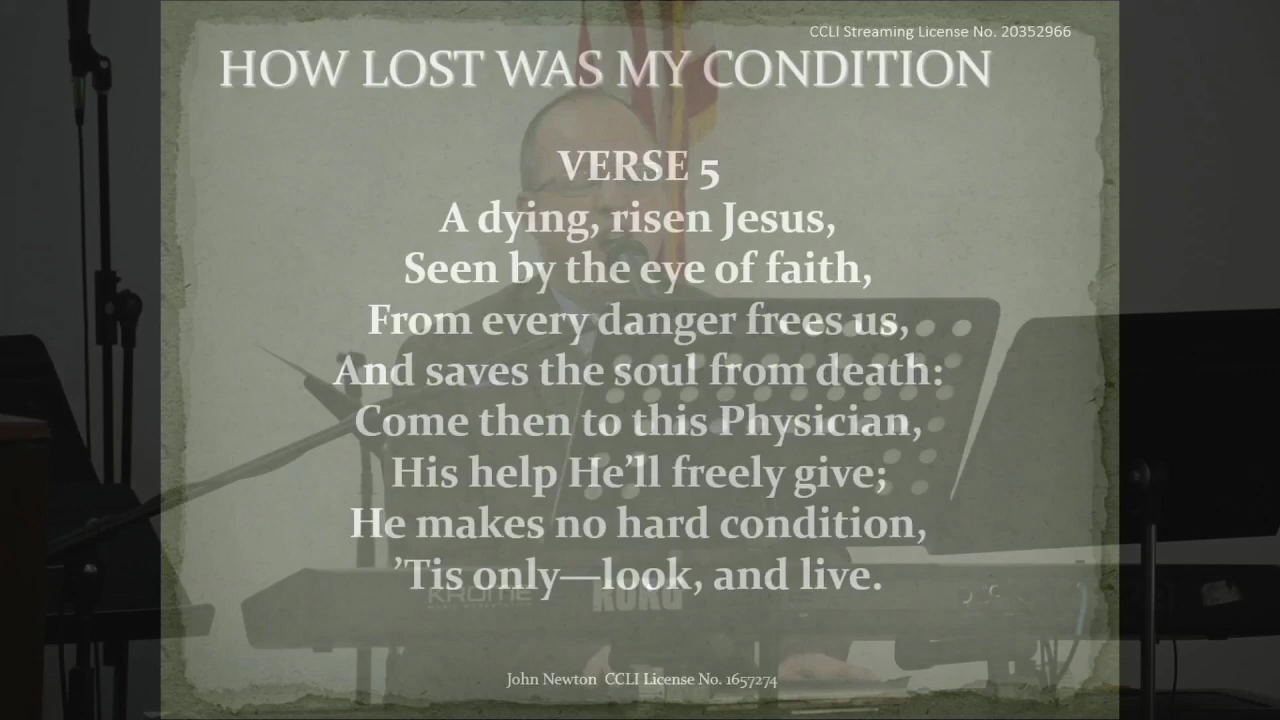 CCLI Streaming License No. 20352966
HOW LOST WAS MY CONDITION
VERSE 5
A dying, risen Jesus,
Seen by the eye of faith,
From every danger frees us,
And saves the soul from death:
Come then to this Physician,
His help He’ll freely give;
He makes no hard condition,
’Tis only—look, and live.
KROME
KORG
John Newton CCLI License No. 1657274